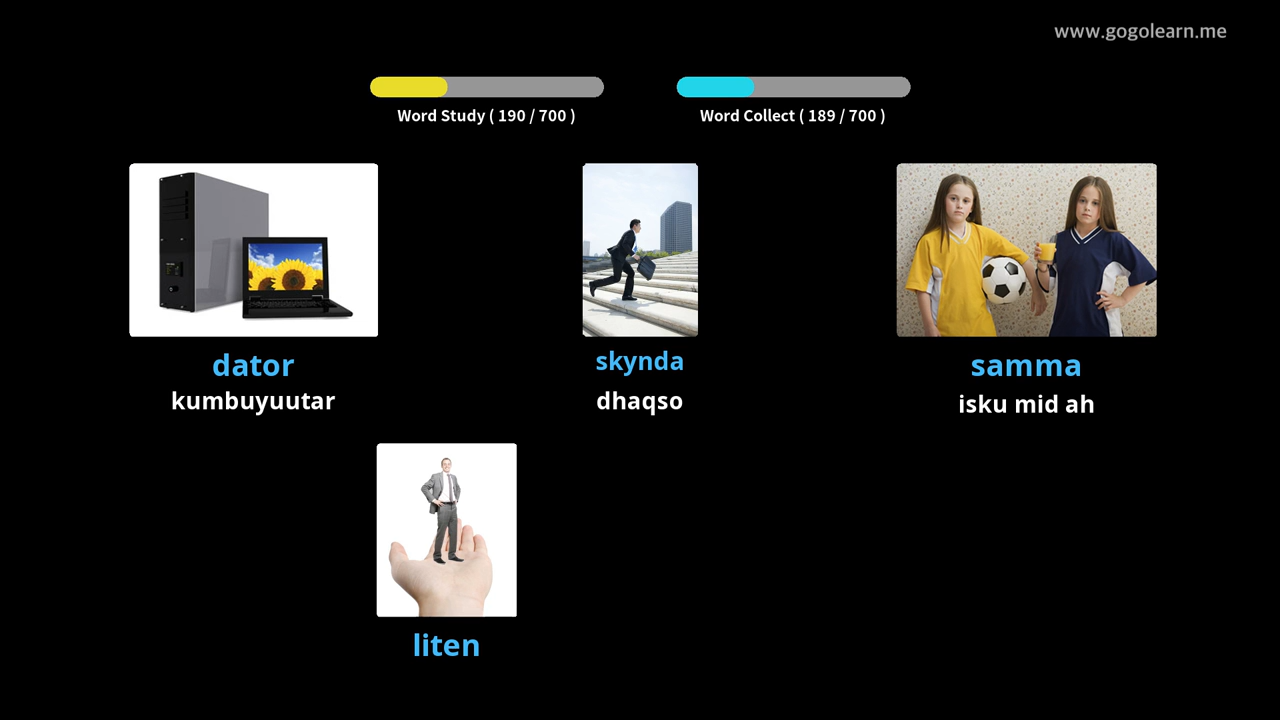 www.gogolearn.me
Word Study ( 190 / 700 )
Word Collect ( 189 / 700 )
dator
kumbuyuutar
skynda
dhaqso
samma
isku mid ah
liten